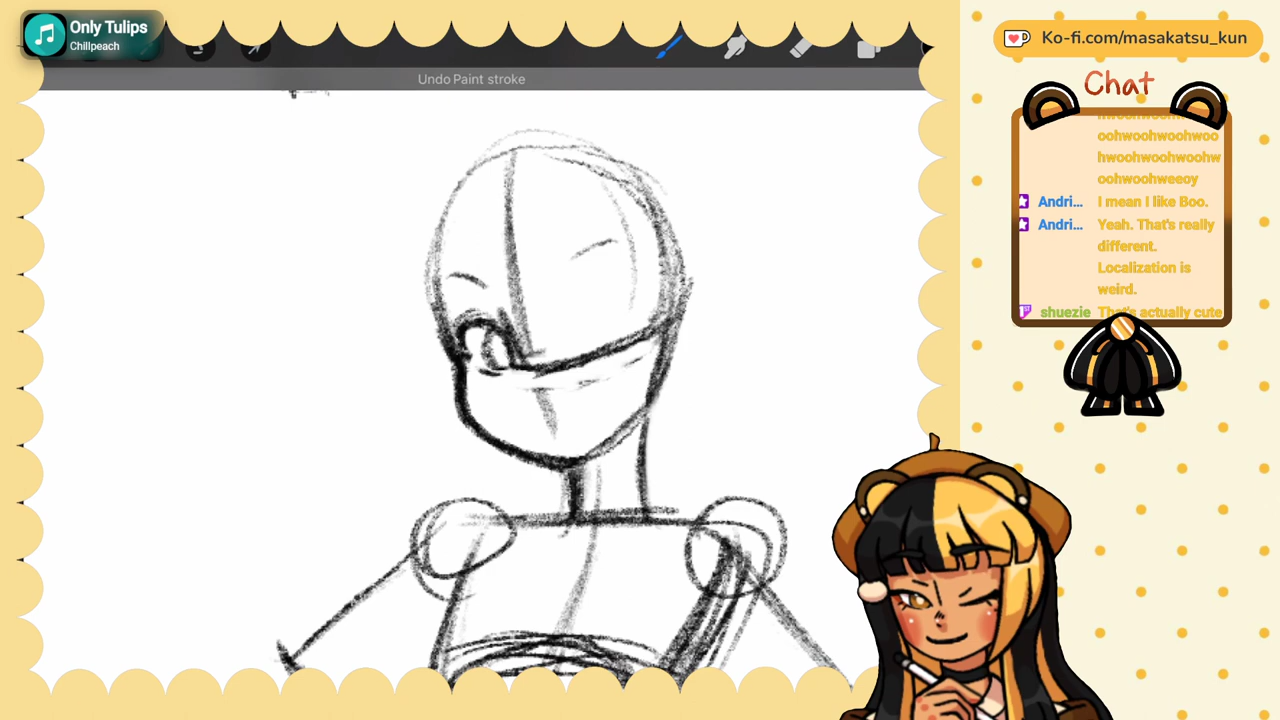 Only Tulips
Chillpeach
Undo Paint stroke
Ko-fi.com/masakatsu_kun
Chat
oohwoohwoohwoo
hwoohwoohwoohw
oohwoohweeoy
Andri... I mean I like Boo.
Andri... Yeah. That's really
different.
Localization is
weird.
shuezie That's actually cute